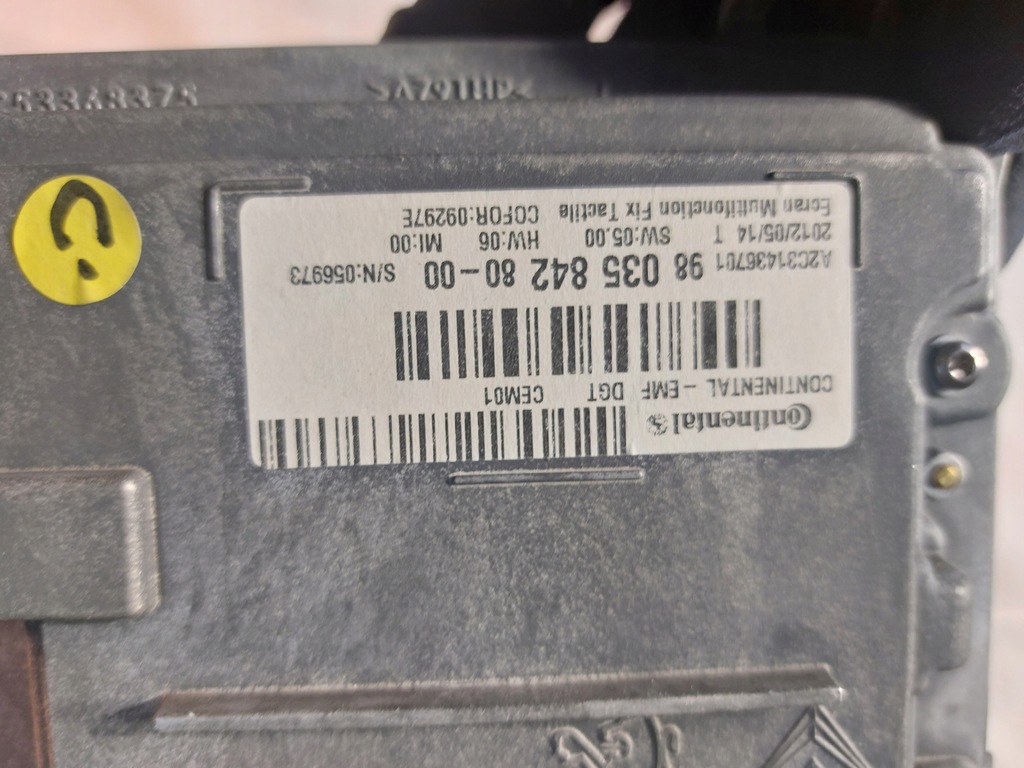 Continental
CONTINENTAL - EMF DGT CEM01
A2C31436701 98 035 842 80-00 S/N:056973
2012/05/14 T SW:05.00 HW:06 MI:00
Ecran Multifonction Fix Tactile COFOR:09297E